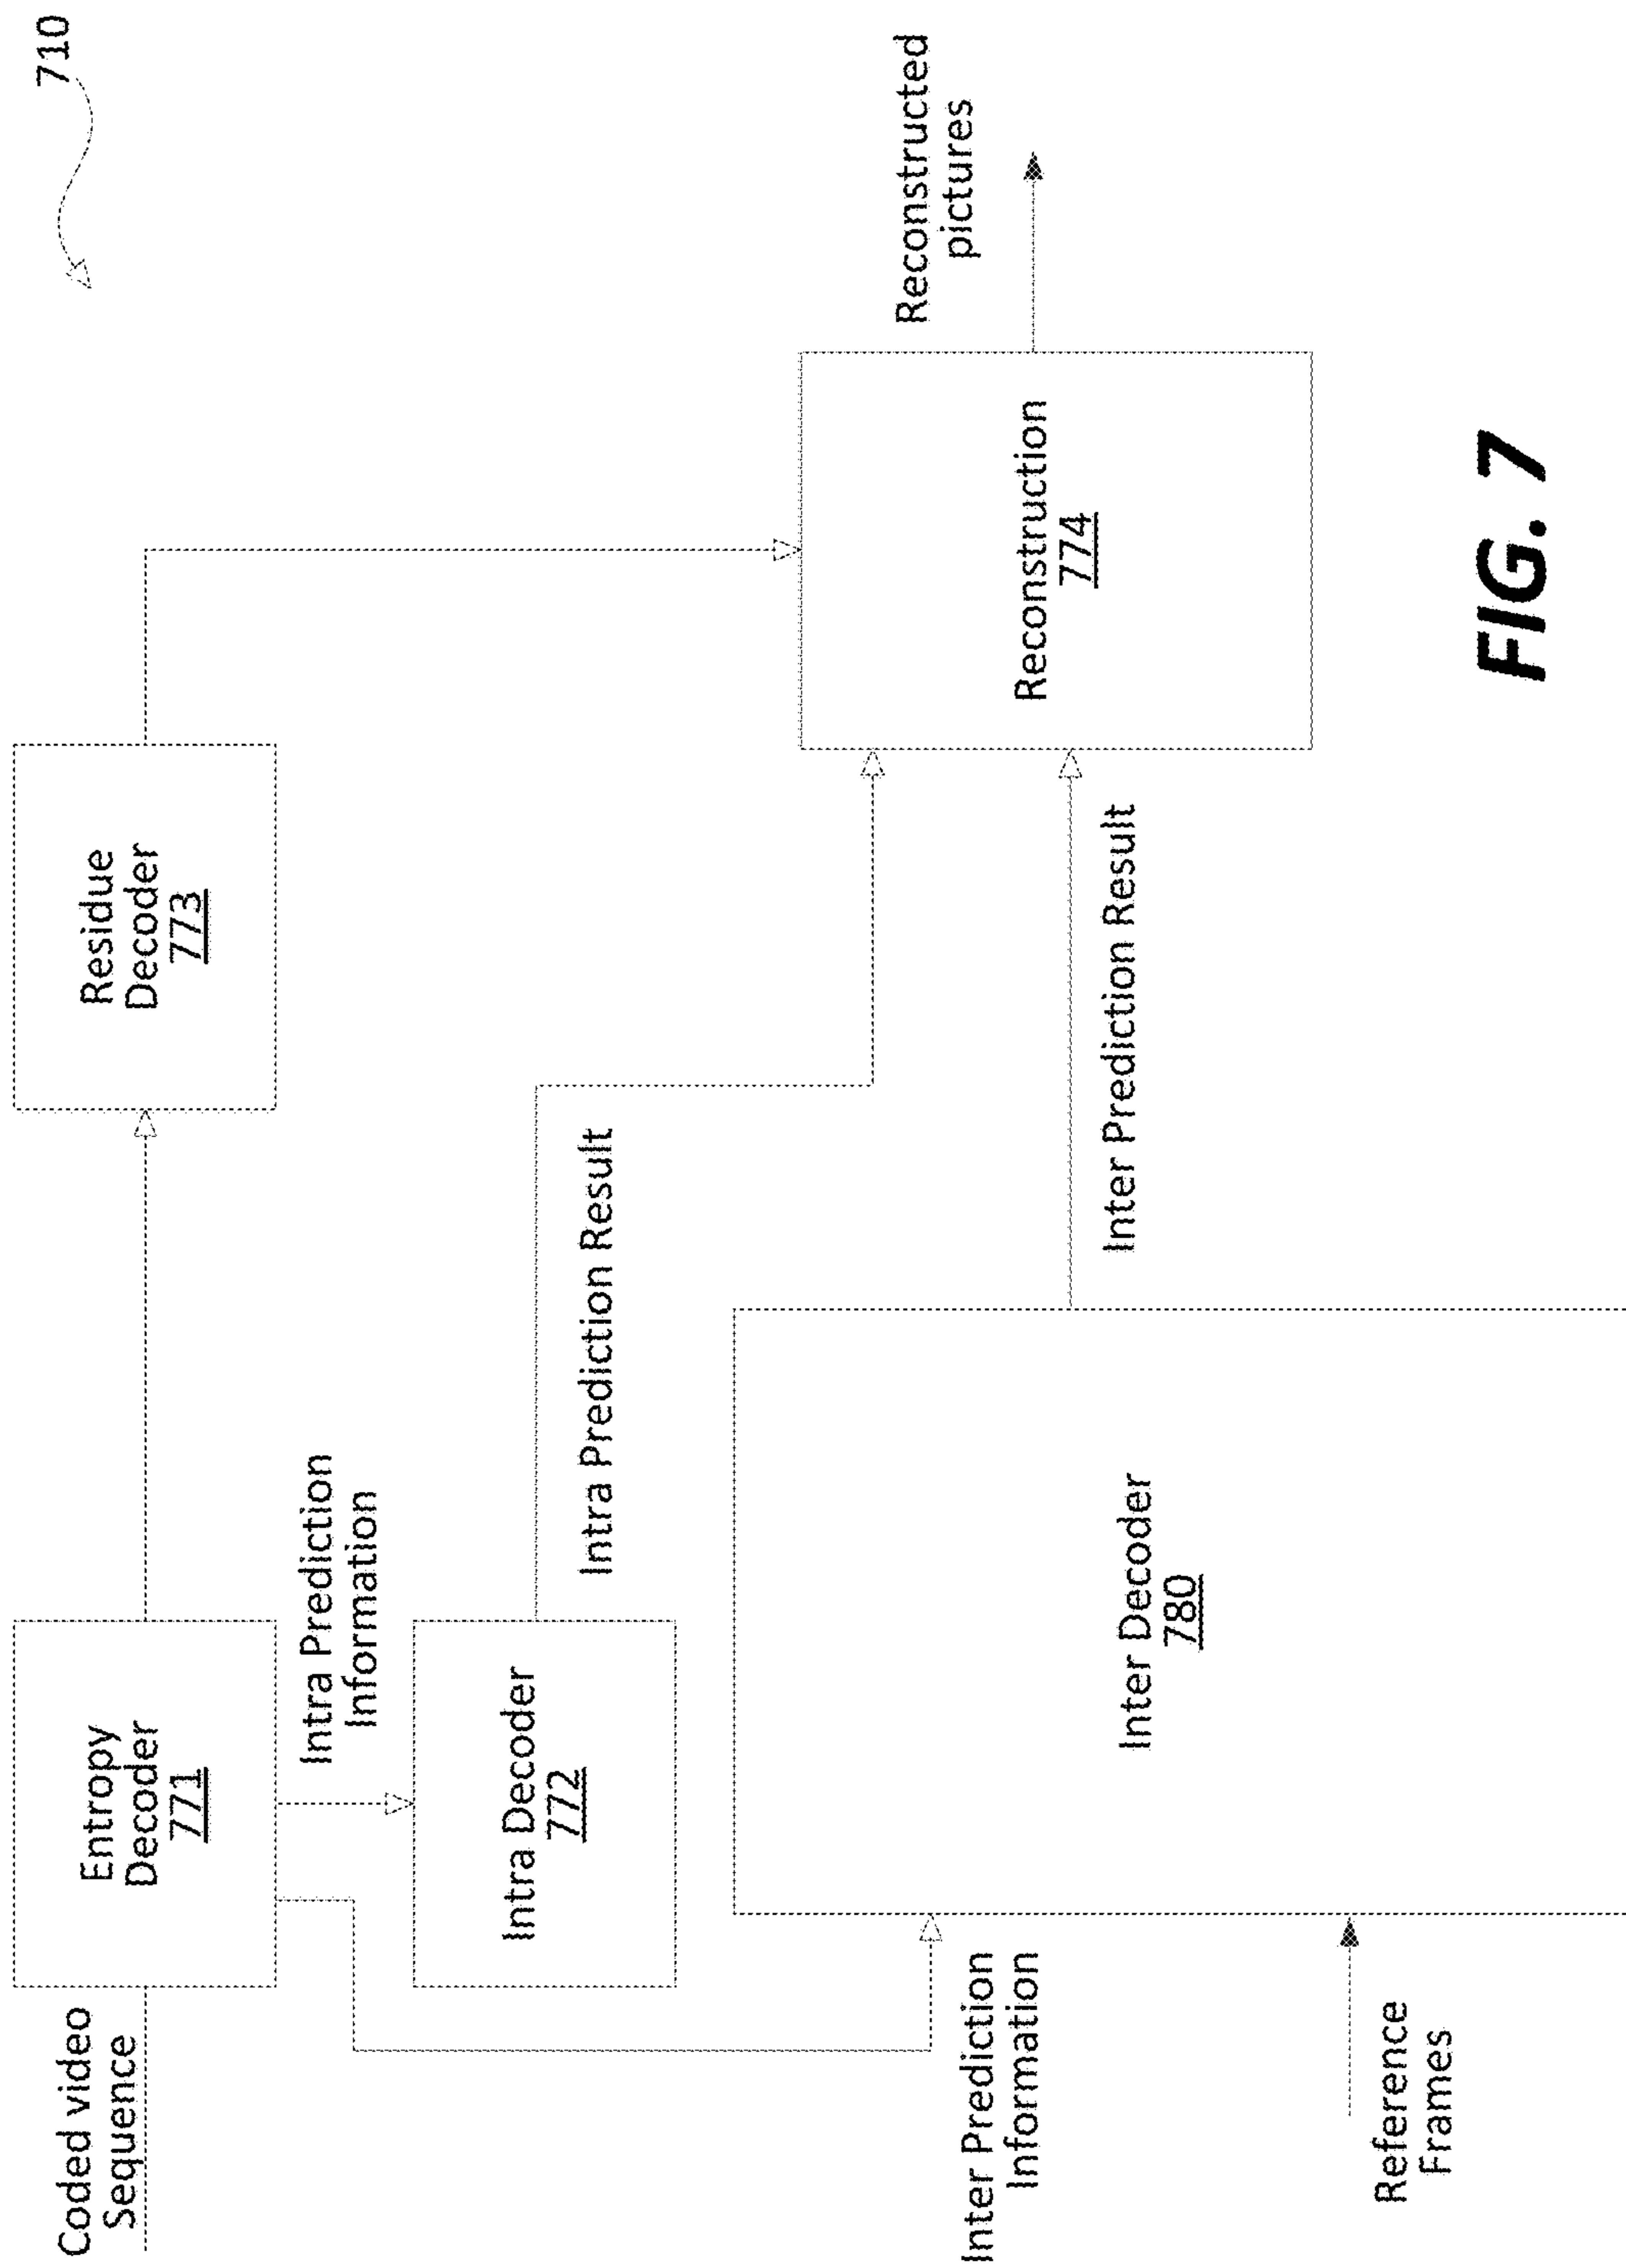 710
Coded video
Sequence
Entropy
Decoder
771
Residue
Decoder
773
Intra Prediction
Information
Intra Decoder
772
Intra Prediction Result
Inter Prediction
Information
Inter Decoder
780
Inter Prediction Result
Reference
Frames
Reconstruction
774
Reconstructed
pictures
FIG. 7